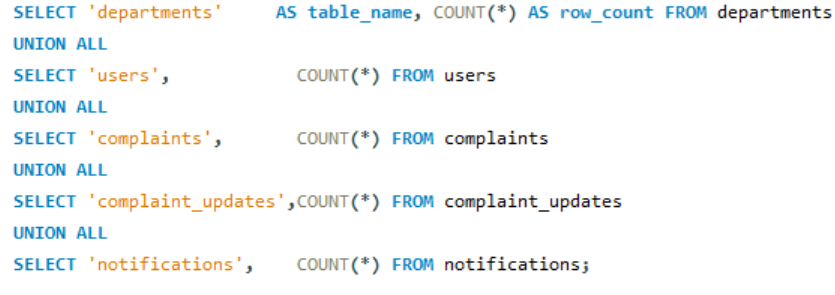 SELECT 'departments'     AS table_name, COUNT(*) AS row_count FROM departments
UNION ALL
SELECT 'users',            COUNT(*) FROM users
UNION ALL
SELECT 'complaints',       COUNT(*) FROM complaints
UNION ALL
SELECT 'complaint_updates',COUNT(*) FROM complaint_updates
UNION ALL
SELECT 'notifications',    COUNT(*) FROM notifications;